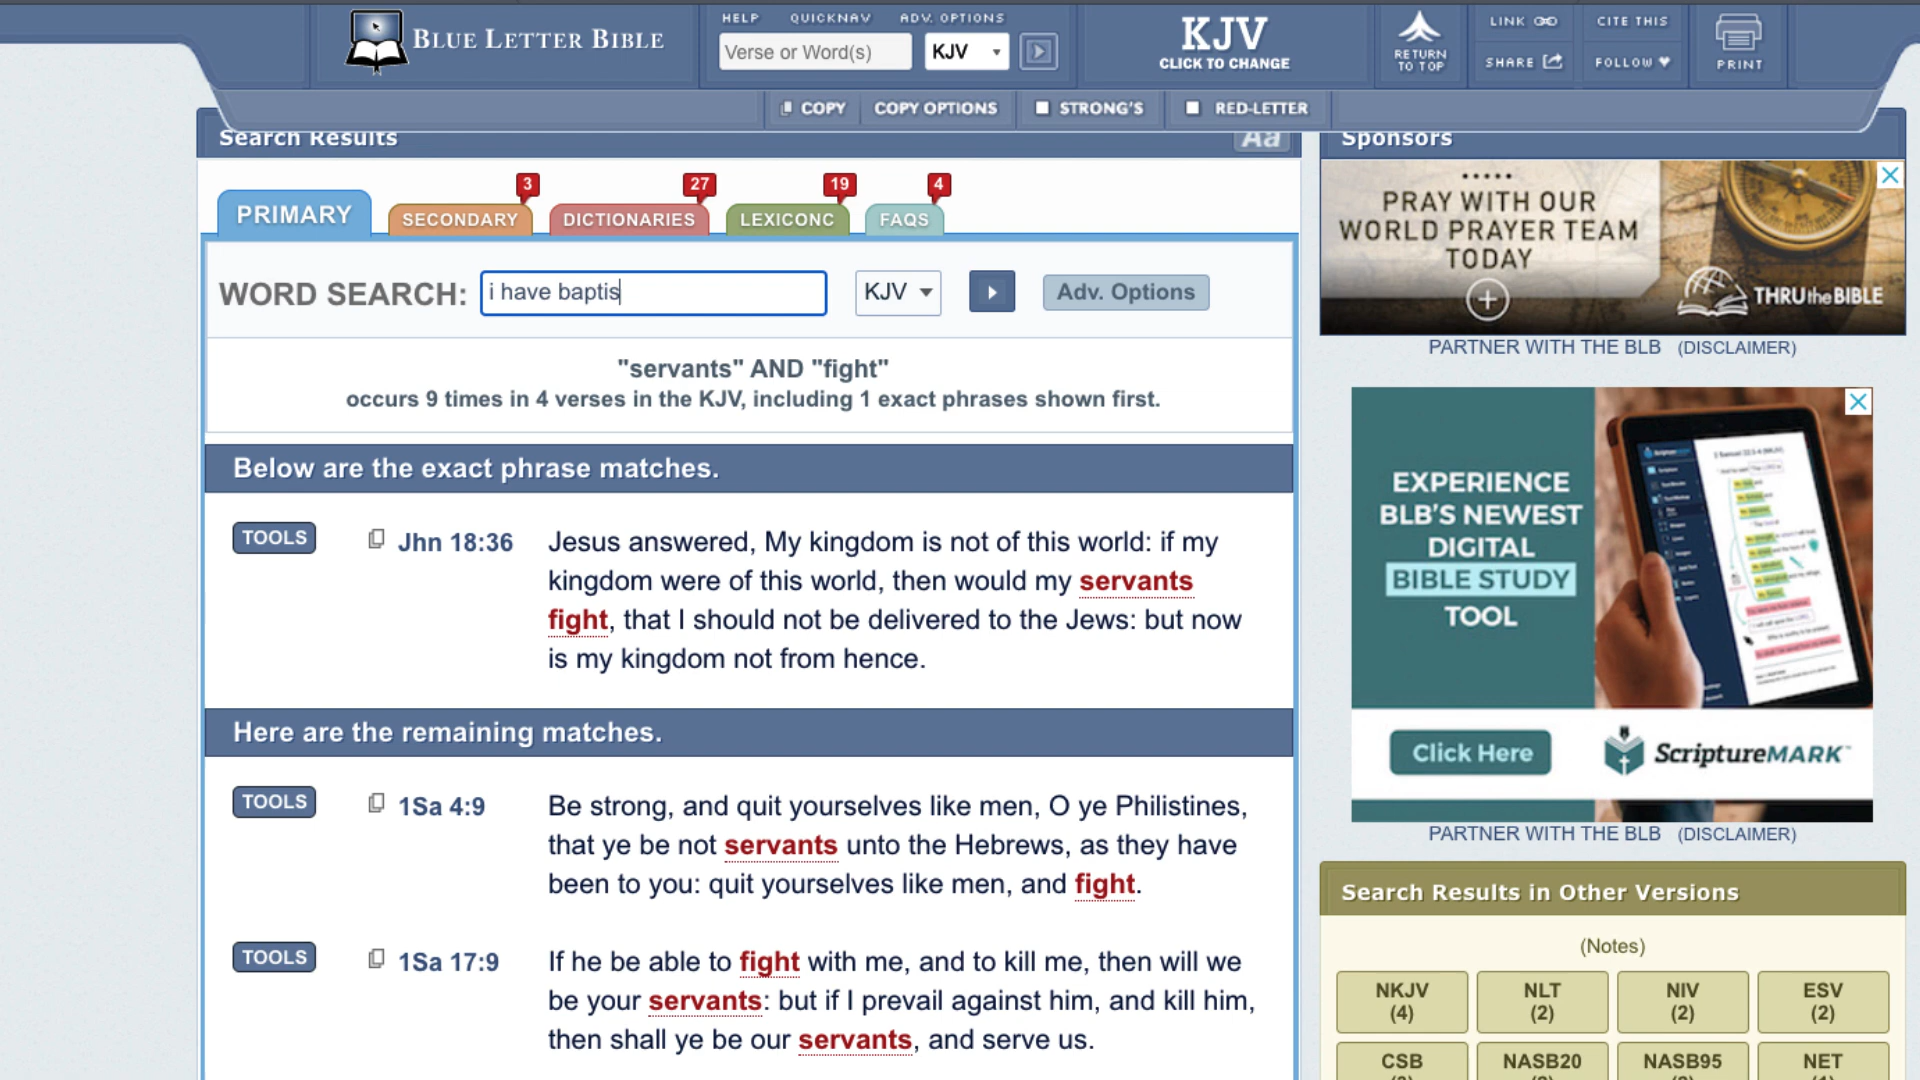 HELP QUICKNAV ADV. OPTIONS
BLUE LETTER BIBLE
Verse or Word(s) KJV
KJV
CLICK TO CHANGE
RETURN
TO TOP
LINK CITE THIS
SHARE FOLLOW
PRINT
COPY COPY OPTIONS STRONG'S RED-LETTER
Search Results
Aa
3 27 19 4
PRIMARY SECONDARY DICTIONARIES LEXICONC FAQS
WORD SEARCH: i have baptis KJV Adv. Options
"servants" AND "fight"
occurs 9 times in 4 verses in the KJV, including 1 exact phrases shown first.
Below are the exact phrase matches.
TOOLS Jhn 18:36 Jesus answered, My kingdom is not of this world: if my
kingdom were of this world, then would my servants
fight, that I should not be delivered to the Jews: but now
is my kingdom not from hence.
Here are the remaining matches.
TOOLS 1Sa 4:9 Be strong, and quit yourselves like men, O ye Philistines,
that ye be not servants unto the Hebrews, as they have
been to you: quit yourselves like men, and fight.
TOOLS 1Sa 17:9 If he be able to fight with me, and to kill me, then will we
be your servants: but if I prevail against him, and kill him,
then shall ye be our servants, and serve us.
Sponsors
PRAY WITH OUR
WORLD PRAYER TEAM
TODAY
THRU the BIBLE
PARTNER WITH THE BLB (DISCLAIMER)
EXPERIENCE
BLB'S NEWEST
DIGITAL
BIBLE STUDY
TOOL
Click Here ScriptureMARK
PARTNER WITH THE BLB (DISCLAIMER)
Search Results in Other Versions
(Notes)
NKJV NLT NIV ESV
(4) (2) (2) (2)
CSB NASB20 NASB95 NET